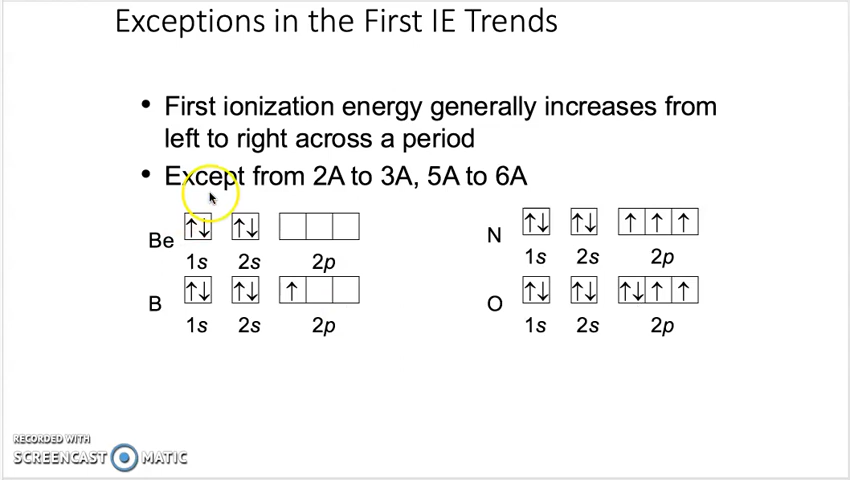 Exceptions in the First IE Trends
• First ionization energy generally increases from
left to right across a period
• Except from 2A to 3A, 5A to 6A
Be ↑↓ ↑↓
1s 2s 2p
B ↑↓ ↑↓ ↑
1s 2s 2p
N ↑↓ ↑↓ ↑ ↑ ↑
1s 2s 2p
O ↑↓ ↑↓ ↑↓ ↑ ↑
1s 2s 2p
RECORDED WITH
SCREENCAST MATIC